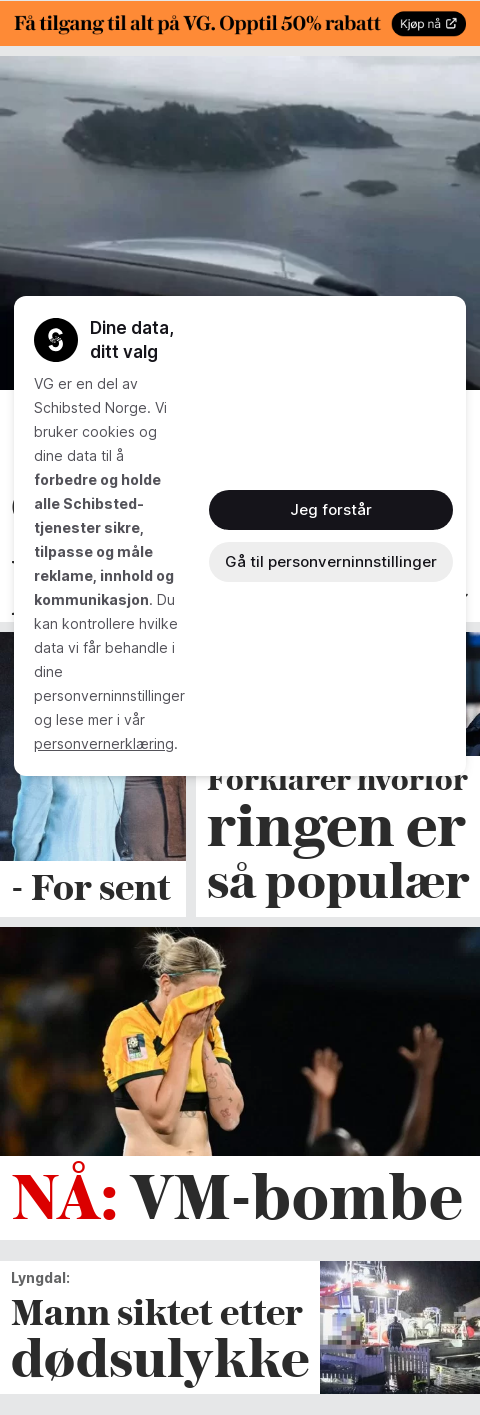 Få tilgang til alt på VG. Opptil 50% rabatt
Kjøp nå
Dine data,
ditt valg
VG er en del av
Schibsted Norge. Vi
bruker cookies og
dine data til å
forbedre og holde
alle Schibsted-
tjenester sikre,
tilpasse og måle
reklame, innhold og
kommunikasjon. Du
kan kontrollere hvilke
data vi får behandle i
dine
personverninnstillinger
og lese mer i vår
personvernerklæring.
Jeg forstår
Gå til personverninnstillinger
- For sent
Forklarer hvorfor
ringen er
så populær
NÅ: VM-bombe
Lyngdal:
Mann siktet etter
dødsulykke